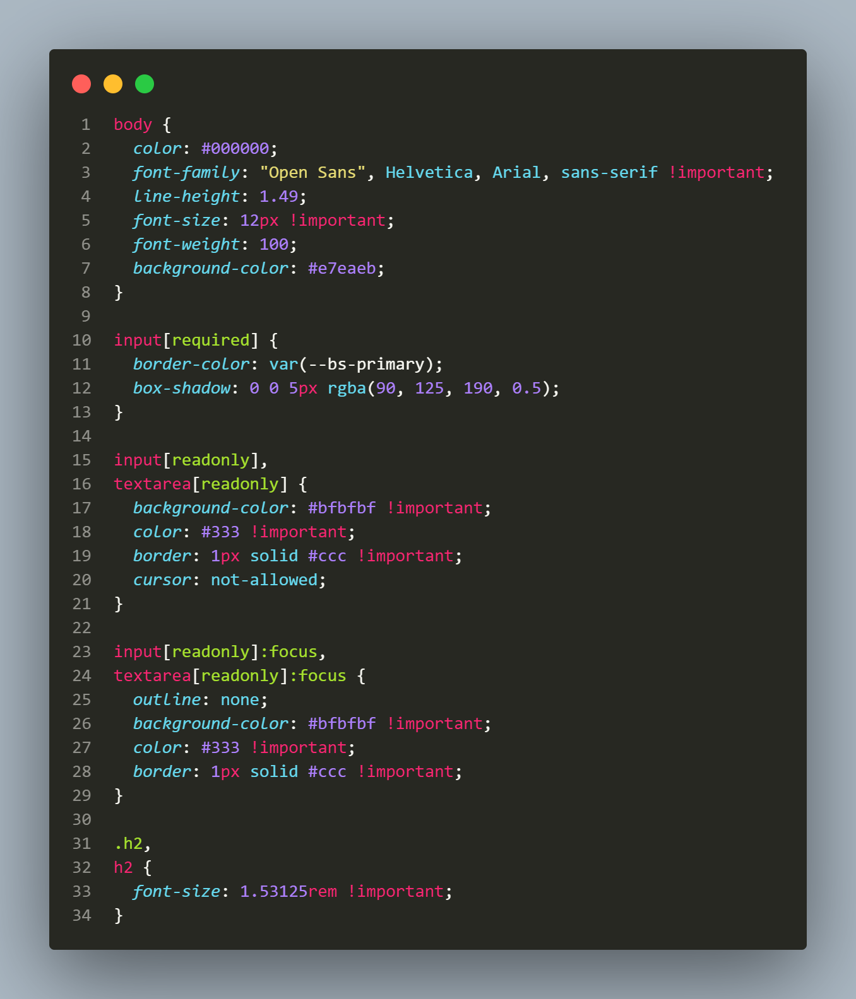 1 body {
2   color: #000000;
3   font-family: "Open Sans", Helvetica, Arial, sans-serif !important;
4   line-height: 1.49;
5   font-size: 12px !important;
6   font-weight: 100;
7   background-color: #e7eaeb;
8 }
9
10 input[required] {
11   border-color: var(--bs-primary);
12   box-shadow: 0 0 5px rgba(90, 125, 190, 0.5);
13 }
14
15 input[readonly],
16 textarea[readonly] {
17   background-color: #bfbfbf !important;
18   color: #333 !important;
19   border: 1px solid #ccc !important;
20   cursor: not-allowed;
21 }
22
23 input[readonly]:focus,
24 textarea[readonly]:focus {
25   outline: none;
26   background-color: #bfbfbf !important;
27   color: #333 !important;
28   border: 1px solid #ccc !important;
29 }
30
31 .h2,
32 h2 {
33   font-size: 1.53125rem !important;
34 }